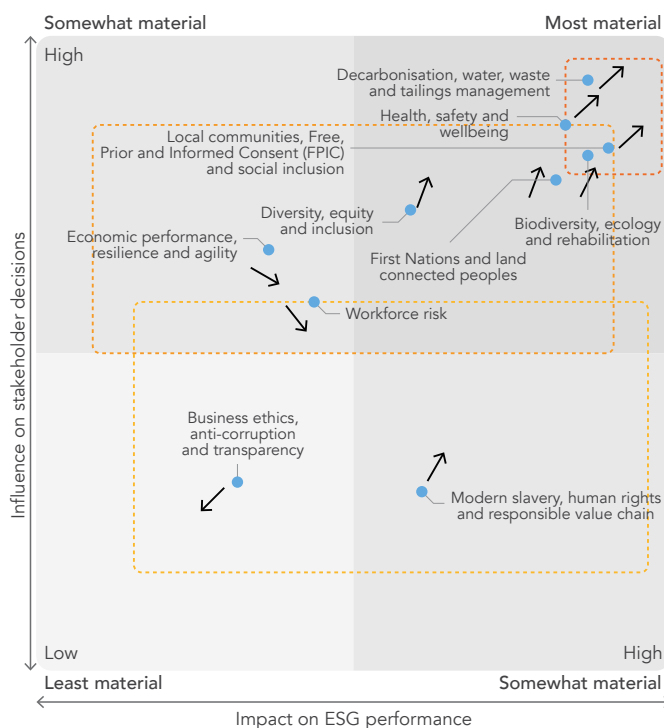 Somewhat material
Most material
High
Decarbonisation, water, waste
and tailings management
Health, safety and
wellbeing
Local communities, Free,
Prior and Informed Consent (FPIC)
and social inclusion
Diversity, equity
and inclusion
Biodiversity, ecology
and rehabilitation
Economic performance,
resilience and agility
First Nations and land
connected peoples
Workforce risk
Business ethics,
anti-corruption
and transparency
Modern slavery, human rights
and responsible value chain
Influence on stakeholder decisions
Low
High
Least material
Somewhat material
Impact on ESG performance